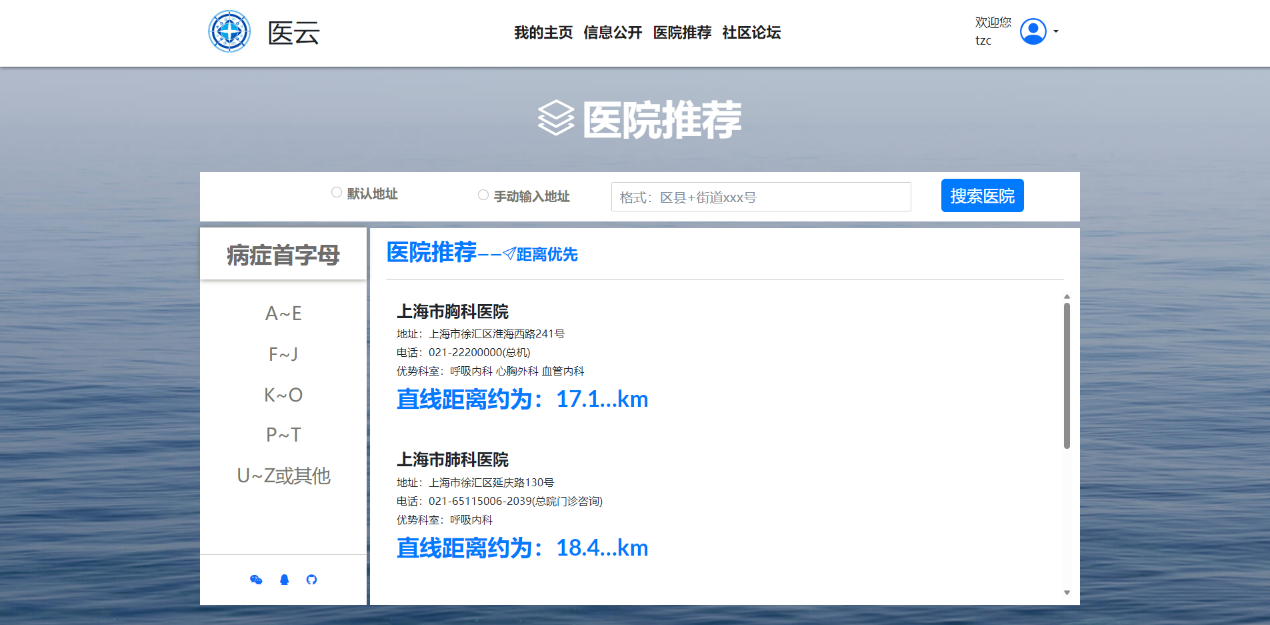 医云
我的主页 信息公开 医院推荐 社区论坛
欢迎您
tzc
医院推荐
默认地址
手动输入地址
格式：区县+街道xxx号
搜索医院
病症首字母
A~E
F~J
K~O
P~T
U~Z或其他
医院推荐——距离优先
上海市胸科医院
地址：上海市徐汇区淮海西路241号
电话：021-22200000(总机)
优势科室：呼吸内科 心胸外科 血管内科
直线距离约为：17.1...km
上海市肺科医院
地址：上海市徐汇区延庆路130号
电话：021-65115006-2039(总院门诊咨询)
优势科室：呼吸内科
直线距离约为：18.4...km